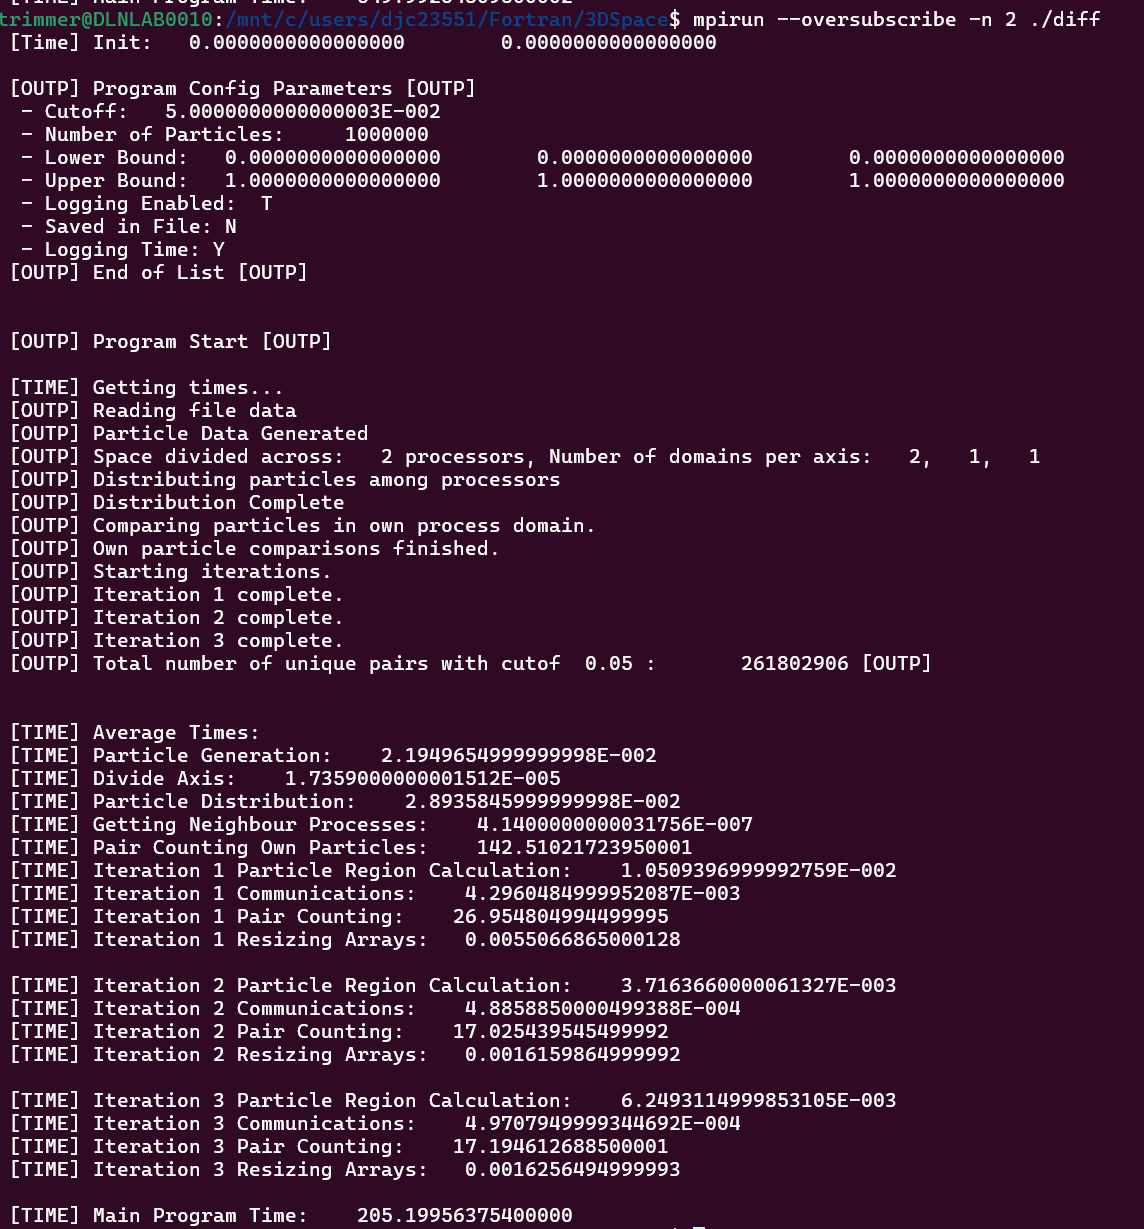 trimmer@DLNLAB0010:/mnt/c/users/djc23551/Fortran/3DSpace$ mpirun --oversubscribe -n 2 ./diff
[Time] Init:   0.0000000000000000        0.0000000000000000
[OUTP] Program Config Parameters [OUTP]
 - Cutoff:   5.0000000000000003E-002
 - Number of Particles:     1000000
 - Lower Bound:   0.0000000000000000        0.0000000000000000        0.0000000000000000
 - Upper Bound:   1.0000000000000000        1.0000000000000000        1.0000000000000000
 - Logging Enabled:  T
 - Saved in File: N
 - Logging Time: Y
[OUTP] End of List [OUTP]
[OUTP] Program Start [OUTP]
[TIME] Getting times...
[OUTP] Reading file data
[OUTP] Particle Data Generated
[OUTP] Space divided across:   2 processors, Number of domains per axis:   2,   1,   1
[OUTP] Distributing particles among processors
[OUTP] Distribution Complete
[OUTP] Comparing particles in own process domain.
[OUTP] Own particle comparisons finished.
[OUTP] Starting iterations.
[OUTP] Iteration 1 complete.
[OUTP] Iteration 2 complete.
[OUTP] Iteration 3 complete.
[OUTP] Total number of unique pairs with cutof  0.05 :       261802906 [OUTP]
[TIME] Average Times:
[TIME] Particle Generation:    2.1949654999999998E-002
[TIME] Divide Axis:    1.7359000000001512E-005
[TIME] Particle Distribution:    2.8935845999999998E-002
[TIME] Getting Neighbour Processes:    4.1400000000031756E-007
[TIME] Pair Counting Own Particles:    142.51021723950001
[TIME] Iteration 1 Particle Region Calculation:    1.0509396999992759E-002
[TIME] Iteration 1 Communications:    4.2960484999952087E-003
[TIME] Iteration 1 Pair Counting:    26.954804994499995
[TIME] Iteration 1 Resizing Arrays:   0.0055066865000128
[TIME] Iteration 2 Particle Region Calculation:    3.7163660000061327E-003
[TIME] Iteration 2 Communications:    4.8858850000499388E-004
[TIME] Iteration 2 Pair Counting:    17.025439545499992
[TIME] Iteration 2 Resizing Arrays:   0.0016159864999992
[TIME] Iteration 3 Particle Region Calculation:    6.2493114999853105E-003
[TIME] Iteration 3 Communications:    4.9707949999344692E-004
[TIME] Iteration 3 Pair Counting:    17.194612688500001
[TIME] Iteration 3 Resizing Arrays:   0.0016256494999993
[TIME] Main Program Time:    205.19956375400000